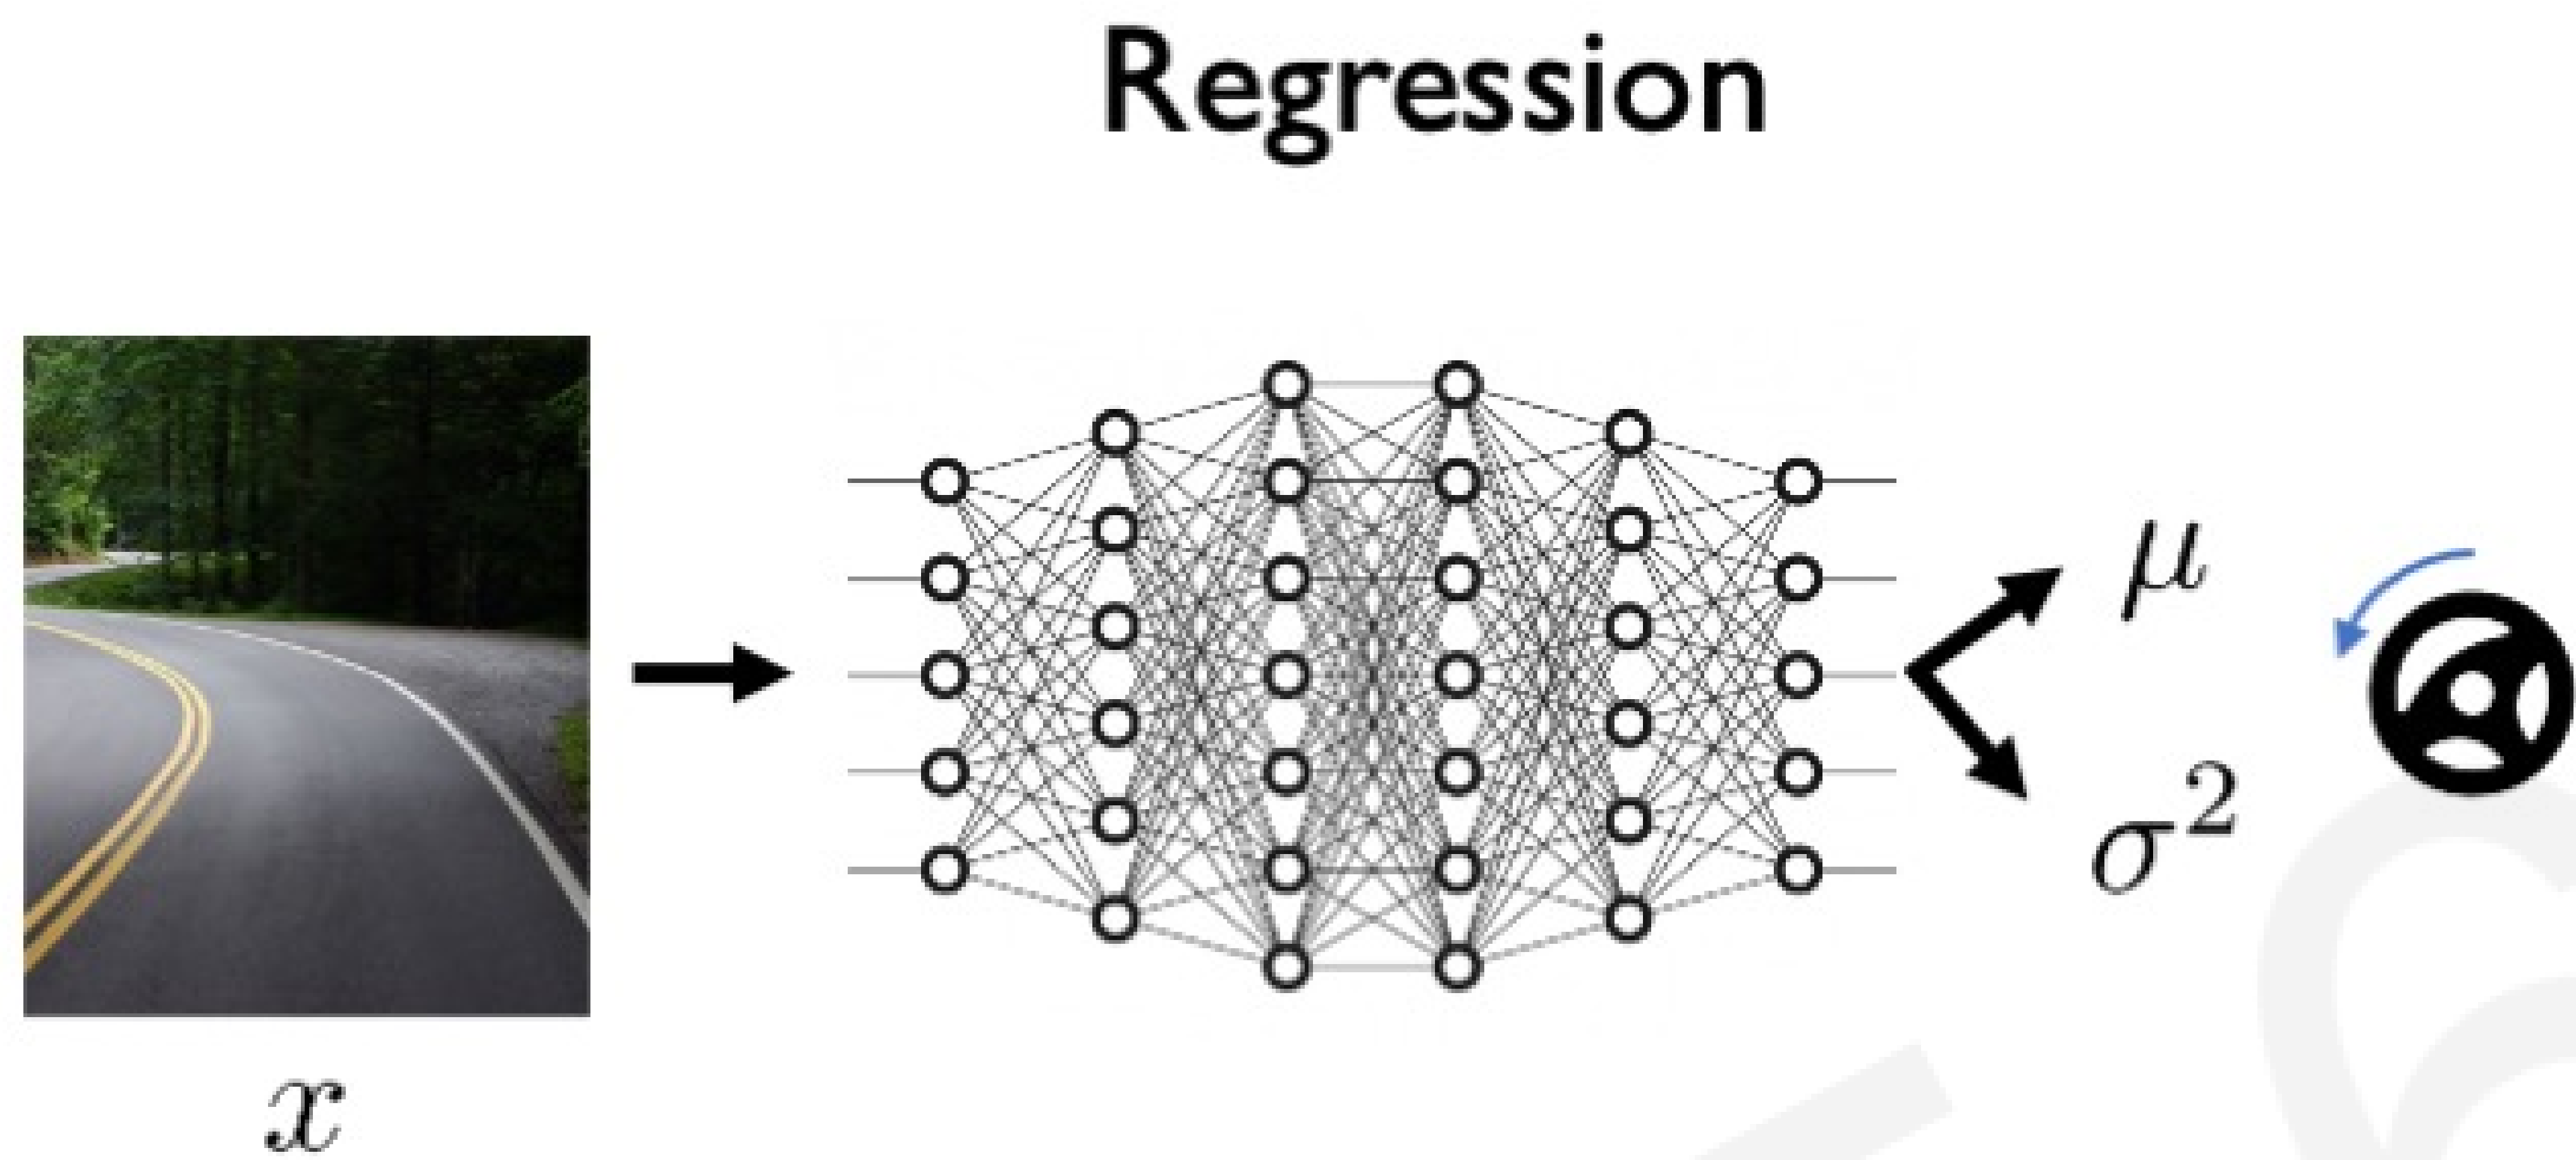 Regression
μ
σ²
x